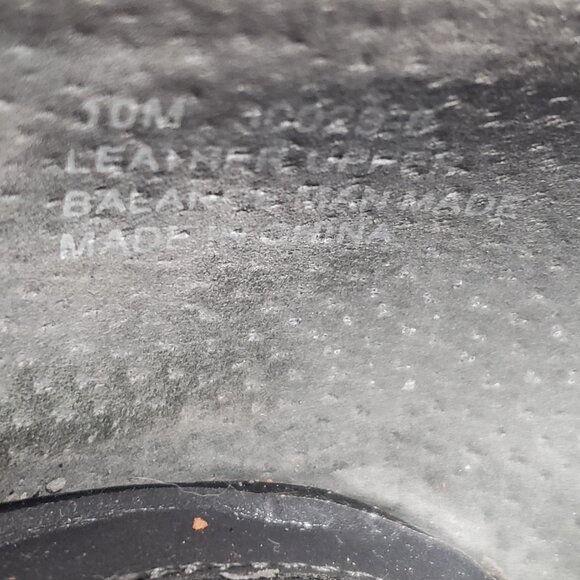 10M
LEATHER UPPER
BALANCE MAN MADE
MADE IN CHINA